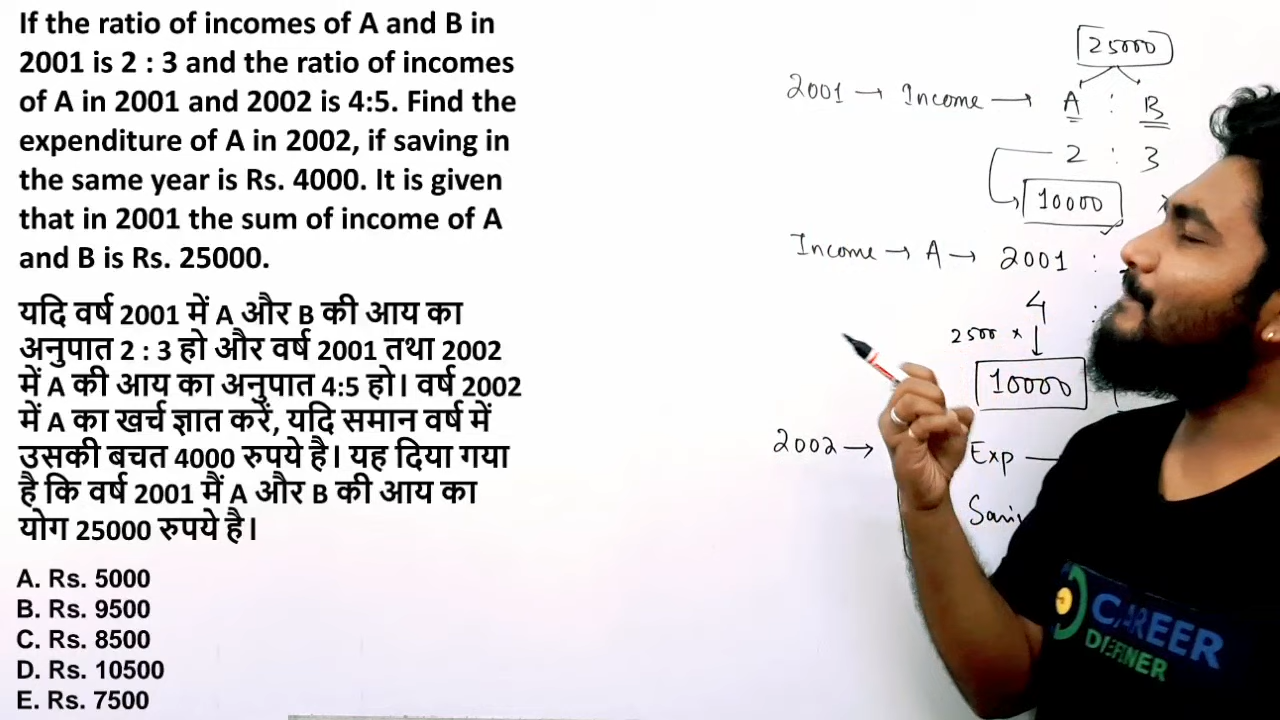 If the ratio of incomes of A and B in
2001 is 2 : 3 and the ratio of incomes
of A in 2001 and 2002 is 4:5. Find the
expenditure of A in 2002, if saving in
the same year is Rs. 4000. It is given
that in 2001 the sum of income of A
and B is Rs. 25000.
यदि वर्ष 2001 में A और B की आय का
अनुपात 2 : 3 हो और वर्ष 2001 तथा 2002
में A की आय का अनुपात 4:5 हो। वर्ष 2002
में A का खर्च ज्ञात करें, यदि समान वर्ष में
उसकी बचत 4000 रुपये है। यह दिया गया
है कि वर्ष 2001 मैं A और B की आय का
योग 25000 रुपये है।
A. Rs. 5000
B. Rs. 9500
C. Rs. 8500
D. Rs. 10500
E. Rs. 7500
25000
2001 → Income → A : B
2 : 3
10000
Income → A → 2001 :
4 :
2500 ×
10000
2002 → Exp
CAREER
DEFINER